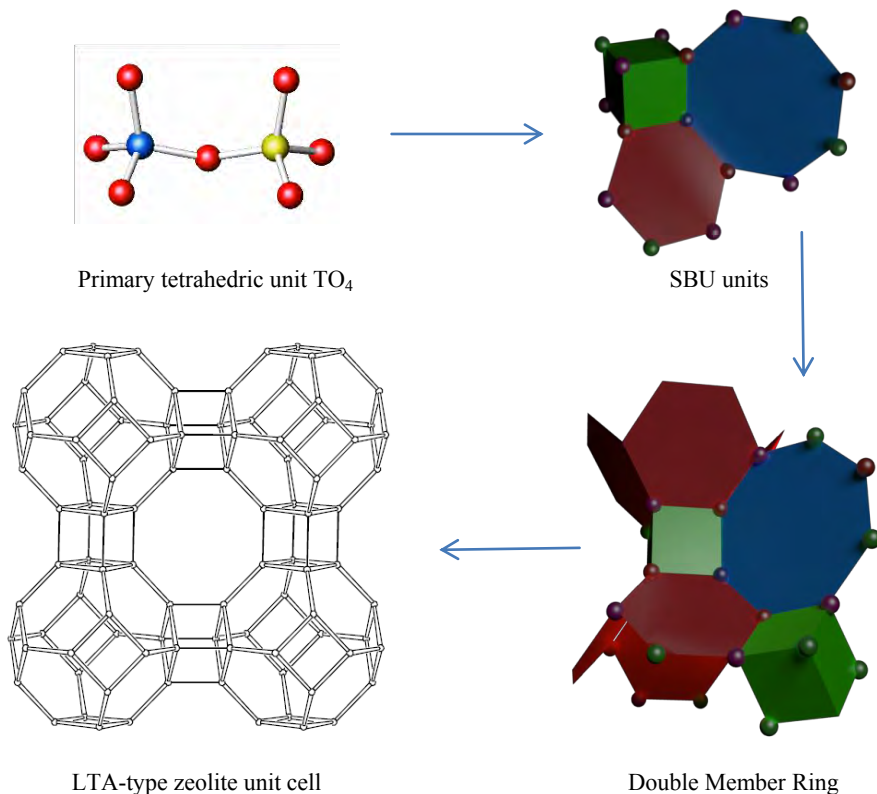 Primary tetrahedric unit TO₄
SBU units
LTA-type zeolite unit cell
Double Member Ring